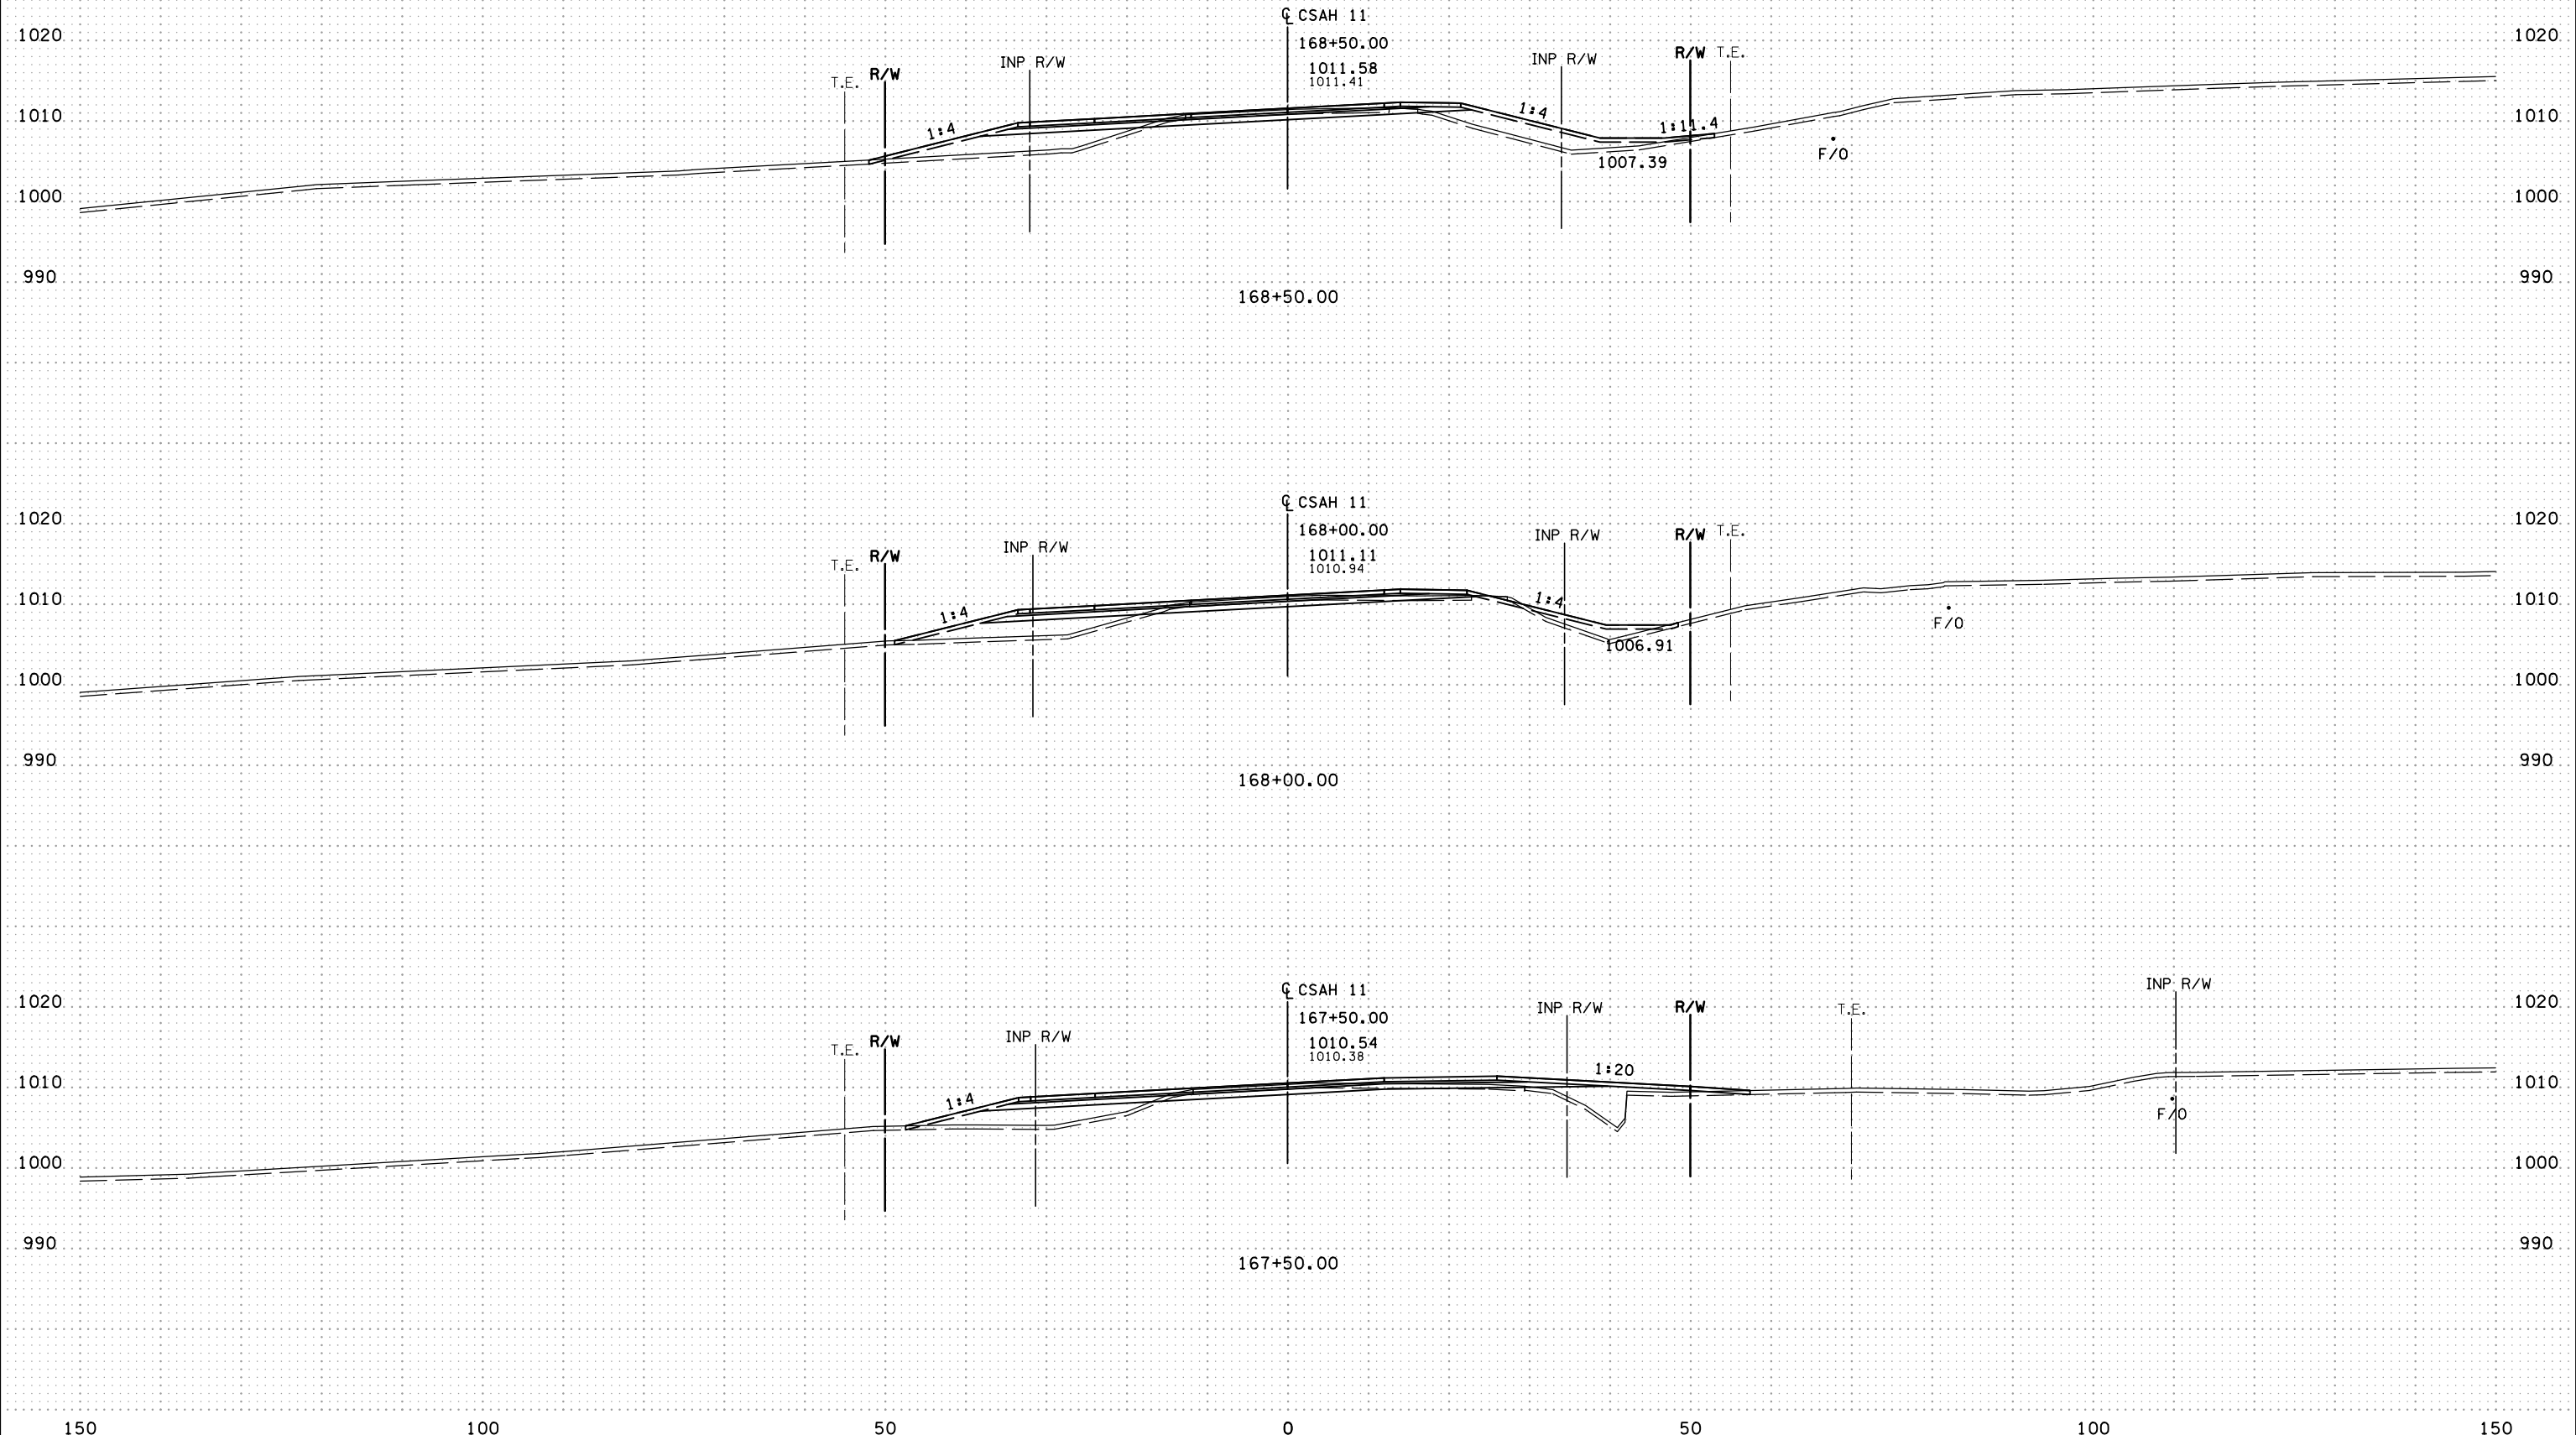 ℄ CSAH 11
1020 168+50.00 1020
T.E. R/W INP R/W 1011.58 INP R/W R/W T.E.
1011.41
1010 1:4 1:4 1:11.4 1010
1007.39 F/O
1000 1000
990 990
168+50.00
℄ CSAH 11
1020 168+00.00 1020
T.E. R/W INP R/W 1011.11 INP R/W R/W T.E.
1010.94
1010 1:4 1:4 1010
1006.91 F/O
1000 1000
990 990
168+00.00
INP R/W
℄ CSAH 11
1020 167+50.00 INP R/W R/W T.E. 1020
T.E. R/W INP R/W 1010.54
1010.38
1010 1:4 1:20 1010
F/O
1000 1000
990 990
167+50.00
150 100 50 0 50 100 150